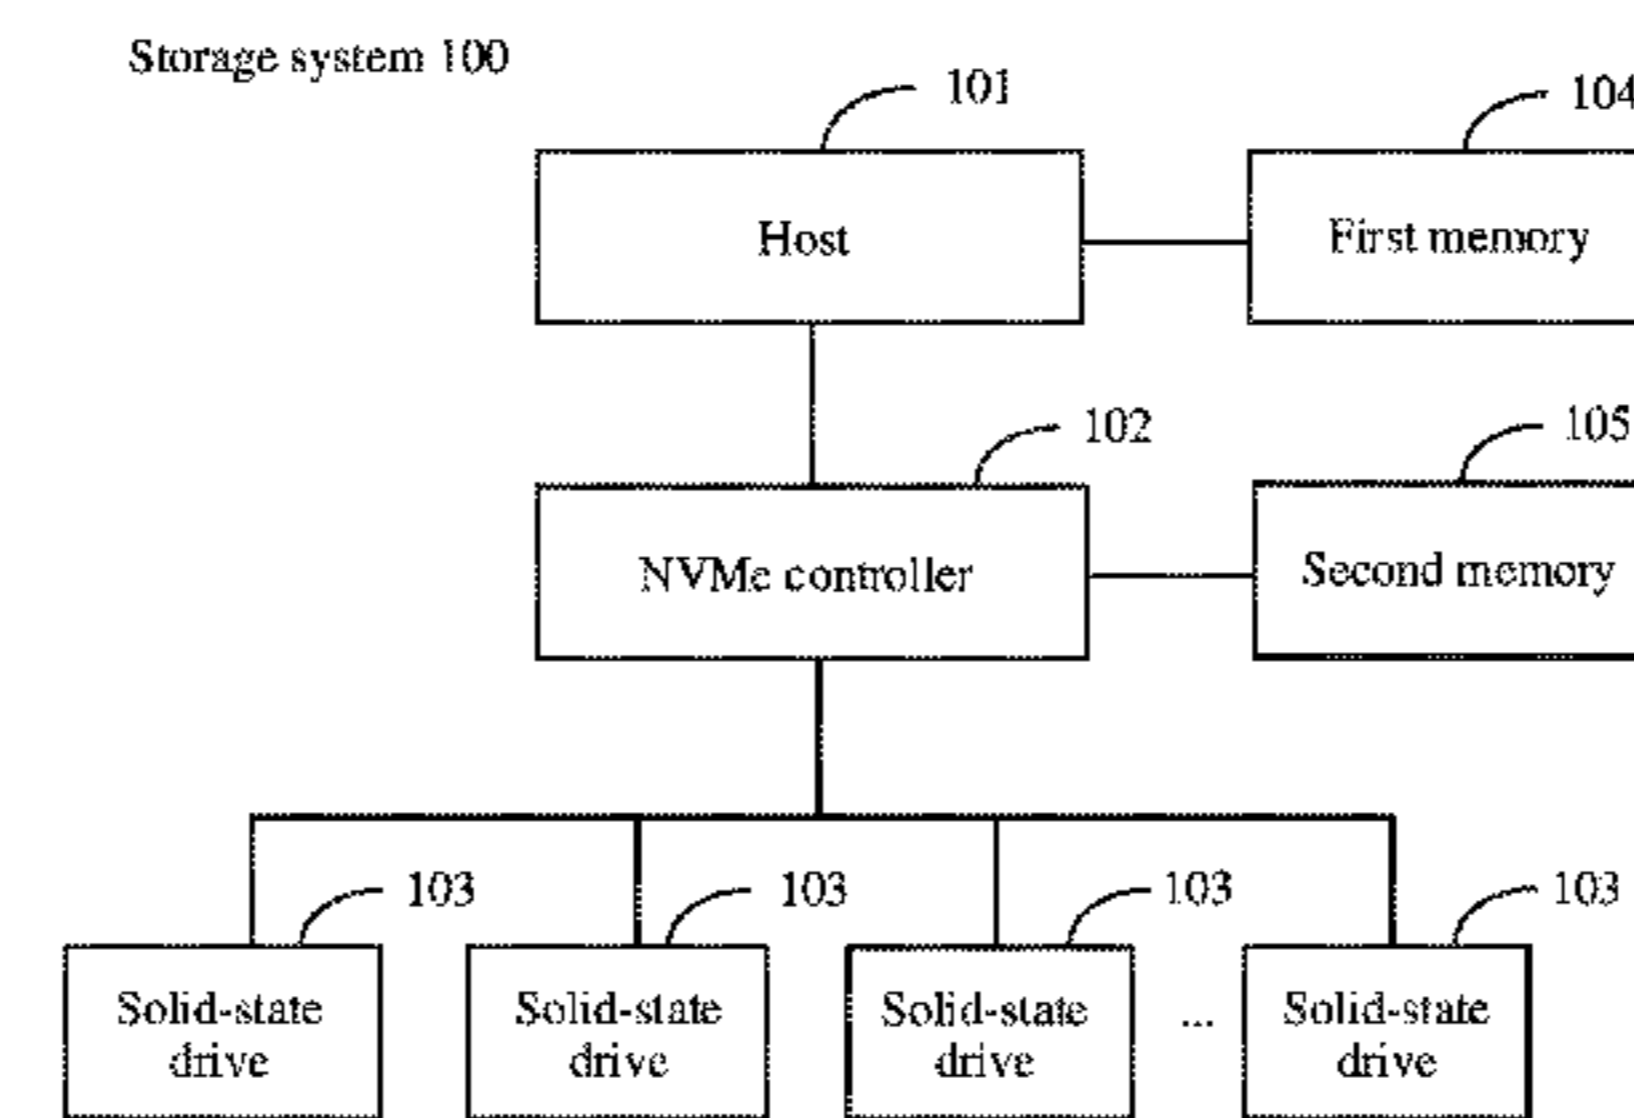 Storage system 100
101
104
Host
First memory
102
105
NVMe controller
Second memory
103
103
103
103
Solid-state
drive
Solid-state
drive
Solid-state
drive
...
Solid-state
drive